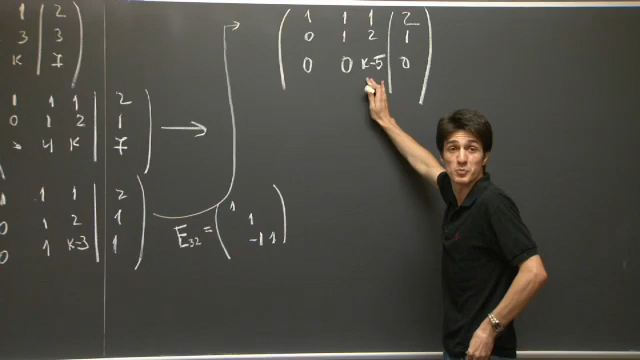 1 2
3 3
K 7
1 1 1 2
0 1 2 1
4 K 7
1 1 2
0 1 2 1
0 1 K-3 1
E₃₂ = 1
1
-1 1
1 1 1 2
0 1 2 1
0 0 K-5 0